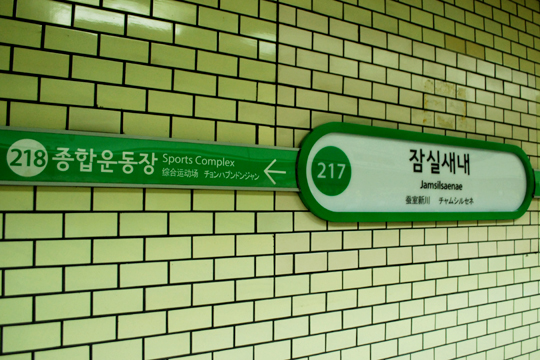 218 종합운동장 Sports Complex
综合运动场 チョンハプンドンジャン
217 잠실새내
Jamsilsaenae
蚕室新川 チャムシルセネ